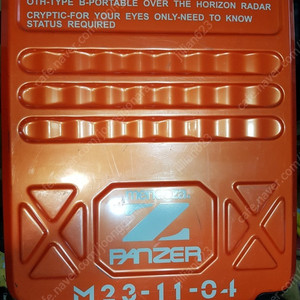 OTH-TYPE B-PORTABLE OVER THE HORIZON RADAR
CRYPTIC-FOR YOUR EYES ONLY-NEED TO KNOW
STATUS REQUIRED
Z
PANZER
M23-11-04